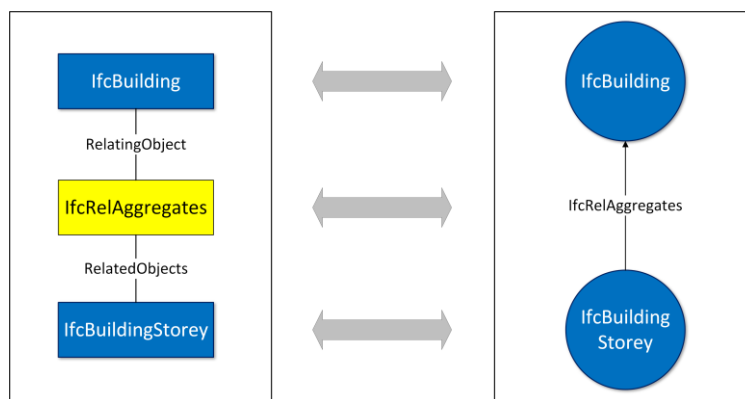 IfcBuilding
RelatingObject
IfcRelAggregates
RelatedObjects
IfcBuildingStorey
IfcBuilding
IfcRelAggregates
IfcBuilding
Storey